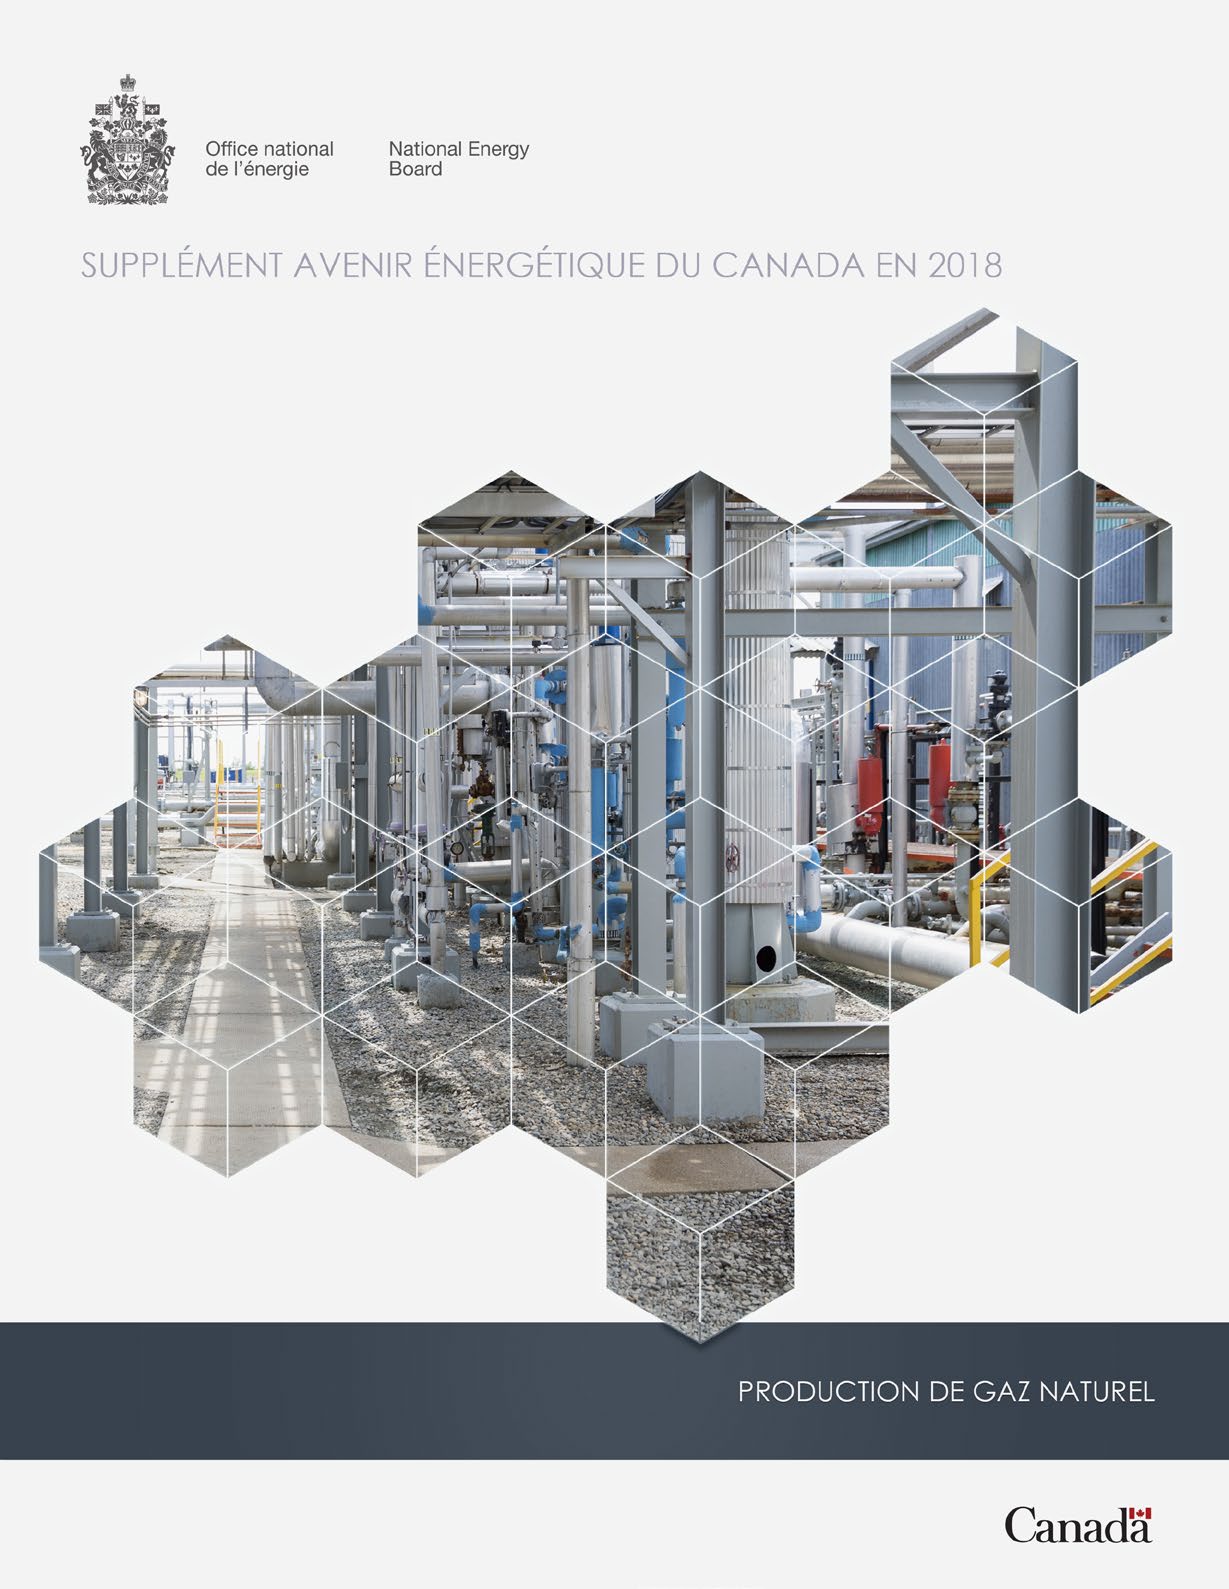 Office national
de l'énergie
National Energy
Board
SUPPLÉMENT AVENIR ÉNERGÉTIQUE DU CANADA EN 2018
PRODUCTION DE GAZ NATUREL
Canada